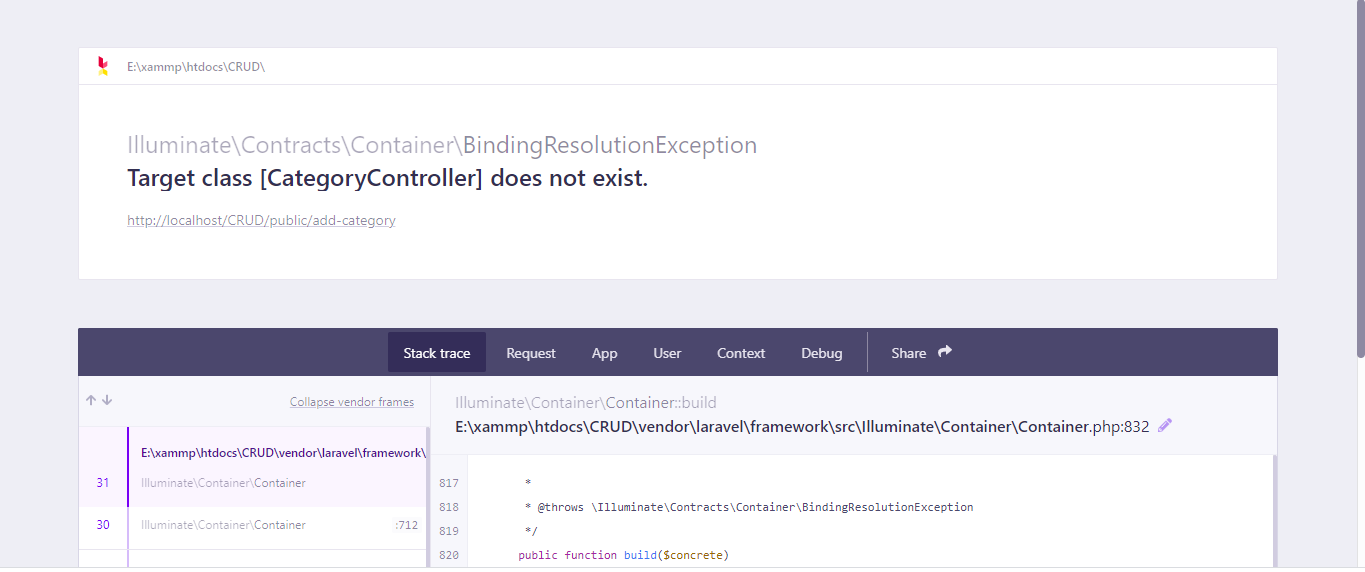 E:\xammp\htdocs\CRUD\
Illuminate\Contracts\Container\BindingResolutionException
Target class [CategoryController] does not exist.
http://localhost/CRUD/public/add-category
Stack trace Request App User Context Debug Share
Collapse vendor frames
E:\xammp\htdocs\CRUD\vendor\laravel\framework\
31 Illuminate\Container\Container
30 Illuminate\Container\Container :712
Illuminate\Container\Container::build
E:\xammp\htdocs\CRUD\vendor\laravel\framework\src\Illuminate\Container\Container.php:832
817 *
818 * @throws \Illuminate\Contracts\Container\BindingResolutionException
819 */
820 public function build($concrete)